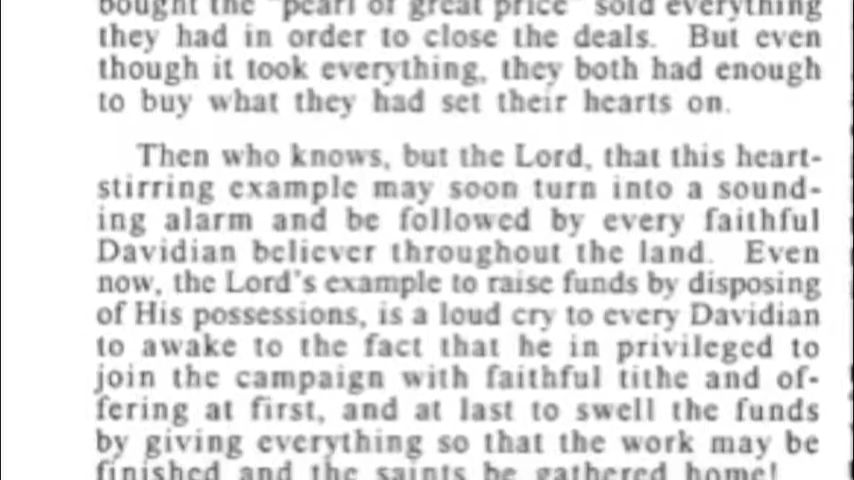 bought the "pearl of great price" sold everything
they had in order to close the deals. But even
though it took everything, they both had enough
to buy what they had set their hearts on.
Then who knows, but the Lord, that this heart-
stirring example may soon turn into a sound-
ing alarm and be followed by every faithful
Davidian believer throughout the land. Even
now, the Lord's example to raise funds by disposing
of His possessions, is a loud cry to every Davidian
to awake to the fact that he in privileged to
join the campaign with faithful tithe and of-
fering at first, and at last to swell the funds
by giving everything so that the work may be
finished and the saints be gathered home!